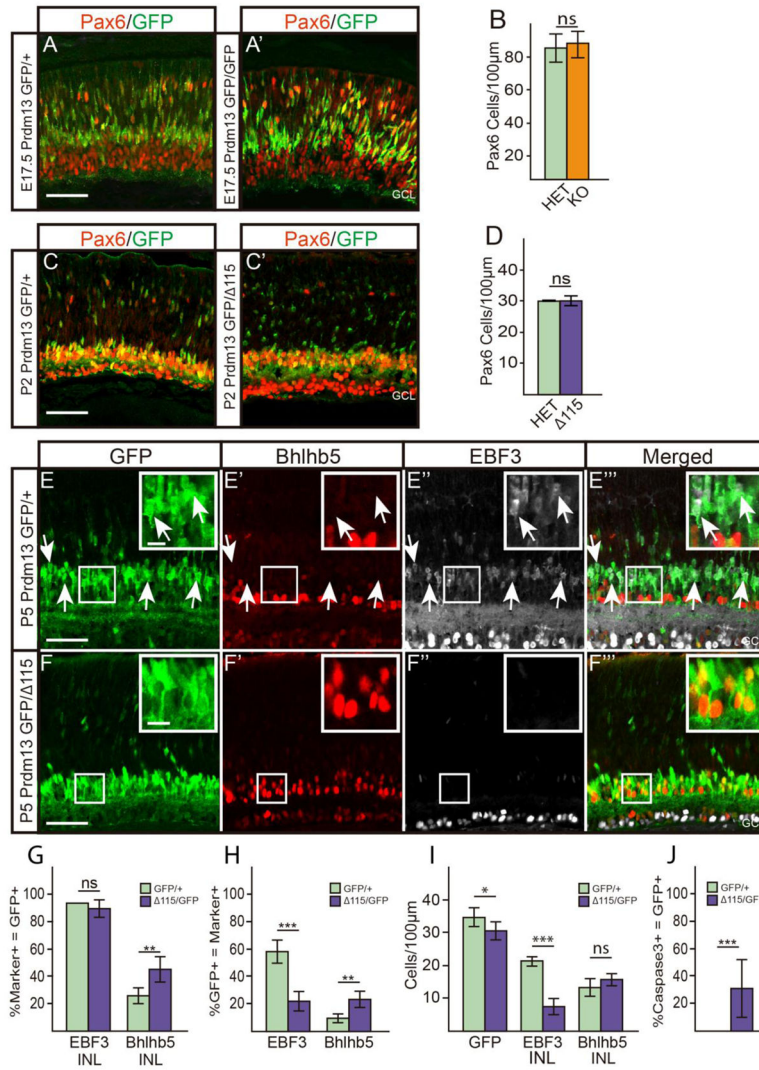 Pax6/GFP
Pax6/GFP
A
A'
E17.5 Prdm13 GFP/+
E17.5 Prdm13 GFP/GFP
GCL
B
ns
80
60
40
20
Pax6 Cells/100μm
HET
KO
Pax6/GFP
Pax6/GFP
C
C'
P2 Prdm13 GFP/+
P2 Prdm13 GFP/Δ115
GCL
D
ns
40
30
20
10
Pax6 Cells/100μm
HET
Δ115
GFP
Bhlhb5
EBF3
Merged
P5 Prdm13 GFP/+
E
E'
E''
E'''
GC
P5 Prdm13 GFP/Δ115
F
F'
F''
F'''
GC
G
GFP/+
Δ115/GFP
ns
**
80
60
40
20
%Marker+ = GFP+
EBF3
INL
Bhlhb5
INL
H
GFP/+
Δ115/GFP
***
**
80
60
40
20
%GFP+ = Marker+
EBF3
Bhlhb5
I
GFP/+
Δ115/GFP
*
***
ns
40
30
20
10
Cells/100μm
GFP
EBF3
INL
Bhlhb5
INL
J
GFP/+
Δ115/GFP
***
80
60
40
20
%Caspase3+ = GFP+